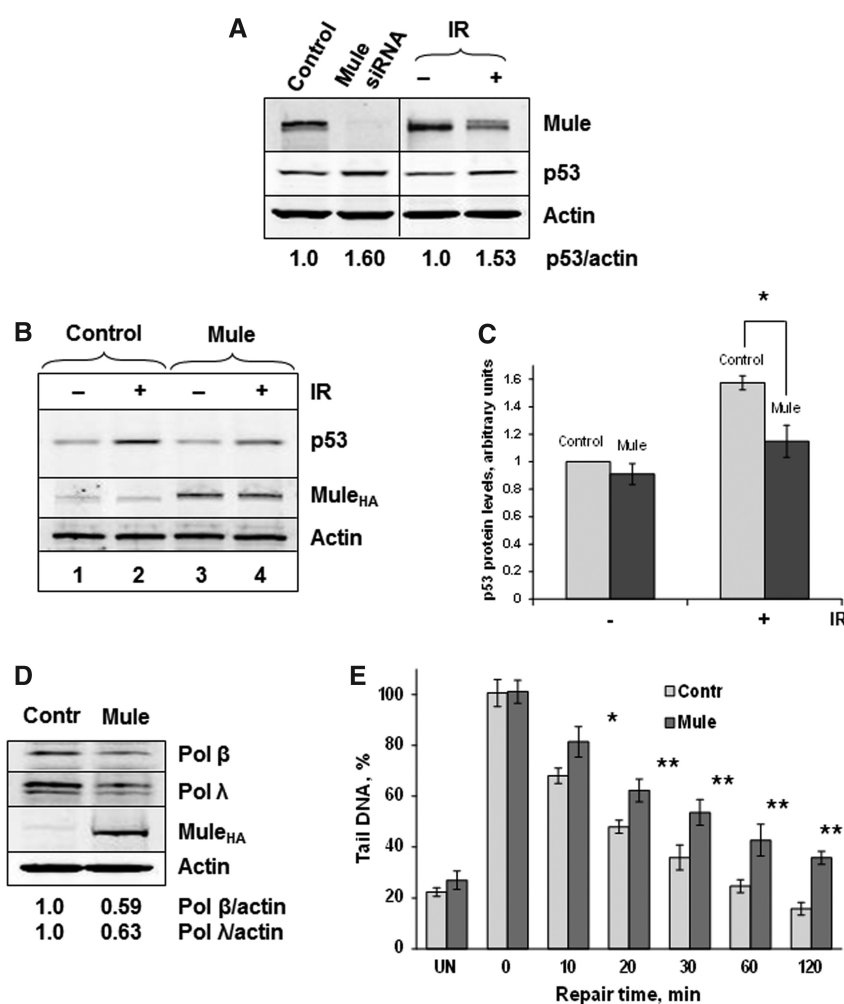 A
Control
Mule siRNA
IR
– +
Mule
p53
Actin
1.0 1.60 1.0 1.53 p53/actin
B
Control Mule
– + – + IR
p53
MuleHA
Actin
1 2 3 4
C
*
Control
Mule
Control
Mule
p53 protein levels, arbitrary units
1.6
1.4
1.2
1
0.8
0.6
0.4
0.2
0
- + IR
D
Contr Mule
Pol β
Pol λ
MuleHA
Actin
1.0 0.59 Pol β/actin
1.0 0.63 Pol λ/actin
E
Contr
Mule
* ** ** ** **
Tail DNA, %
100
80
60
40
20
0
UN 0 10 20 30 60 120
Repair time, min